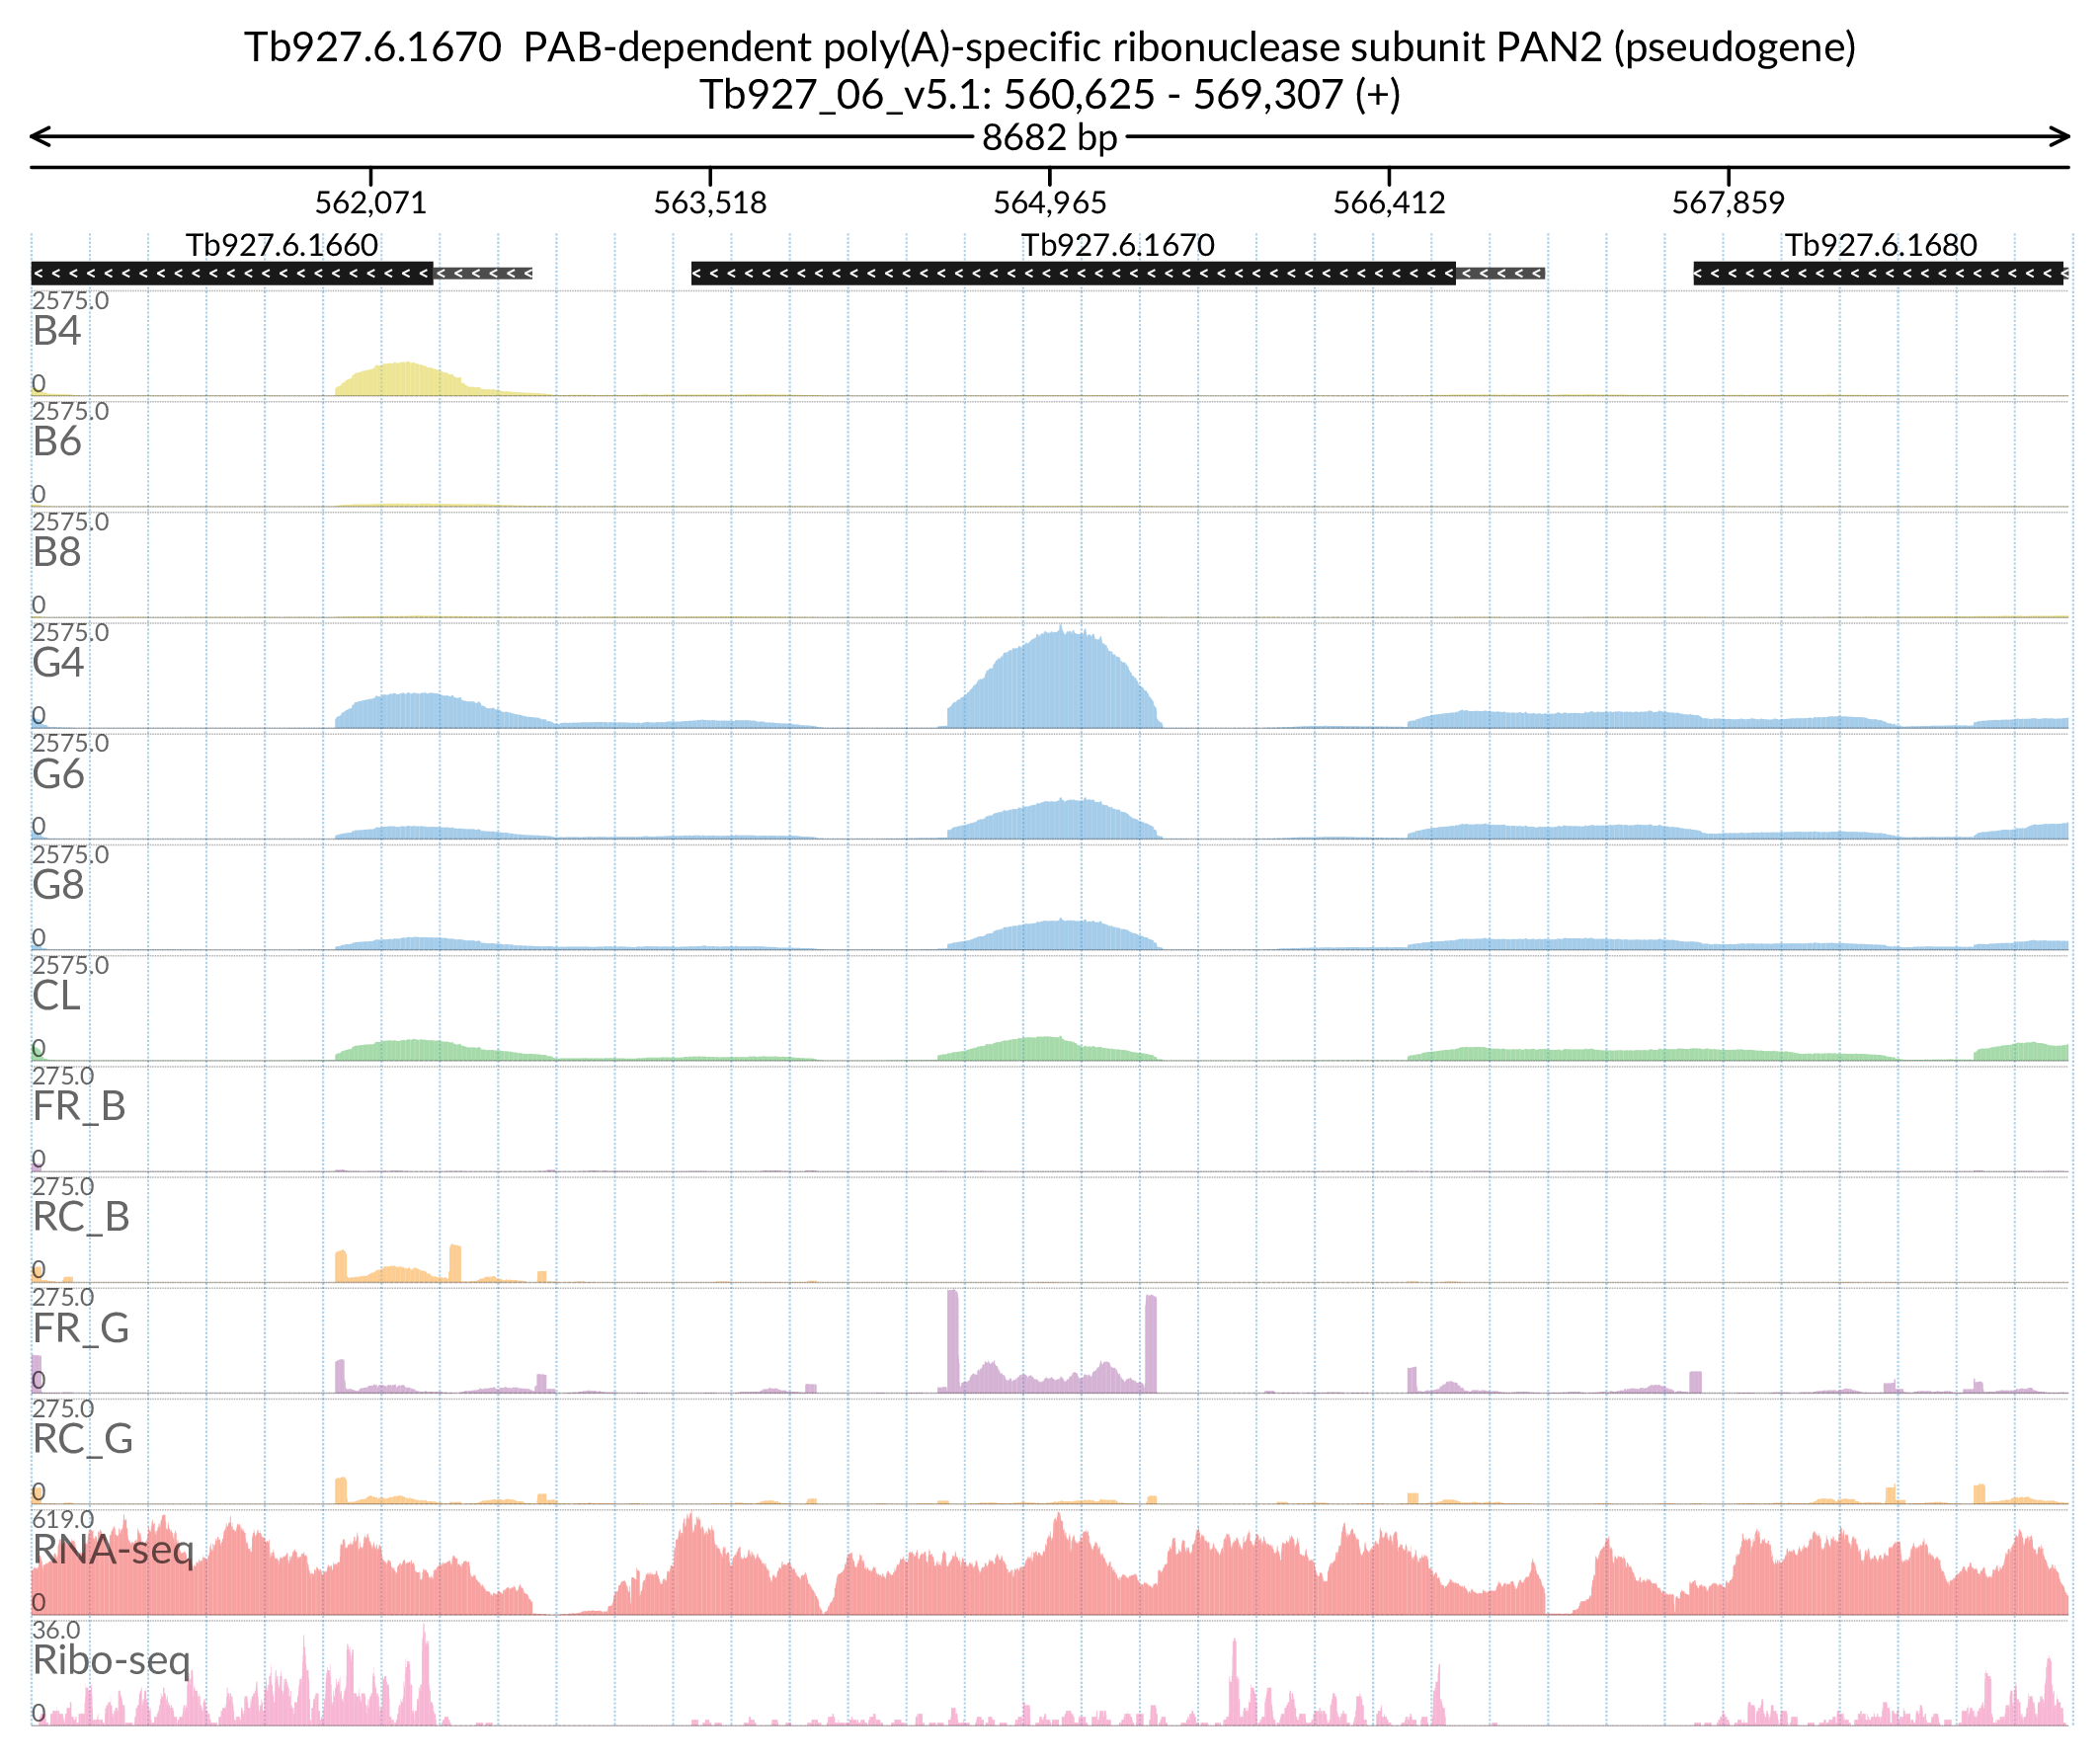 Tb927.6.1670  PAB-dependent poly(A)-specific ribonuclease subunit PAN2 (pseudogene)
Tb927_06_v5.1: 560,625 - 569,307 (+)
8682 bp
562,071 563,518 564,965 566,412 567,859
Tb927.6.1660 Tb927.6.1670 Tb927.6.1680
2575.0
B4
0
2575.0
B6
0
2575.0
B8
0
2575.0
G4
0
2575.0
G6
0
2575.0
G8
0
2575.0
CL
0
275.0
FR_B
0
275.0
RC_B
0
275.0
FR_G
0
275.0
RC_G
0
619.0
RNA-seq
0
36.0
Ribo-seq
0